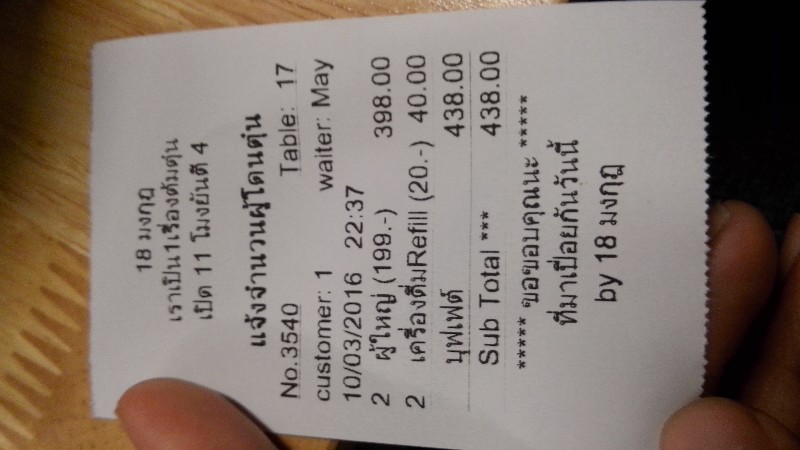 18 มงกุฎ
เราเป็น1เรื่องต้มตุ๋น
เปิด 11 โมงยันตี 4
แจ้งจำนวนผู้โดนตุ๋น
No.3540 Table: 17
customer: 1 waiter: May
10/03/2016 22:37
2 ผู้ใหญ่ (199.-) 398.00
2 เครื่องดื่มRefill (20.-) 40.00
บุฟเฟต์ 438.00
Sub Total *** 438.00
***** ขอขอบคุณนะ *****
ที่มาเปื่อยกันวันนี้
by 18 มงกุฎ